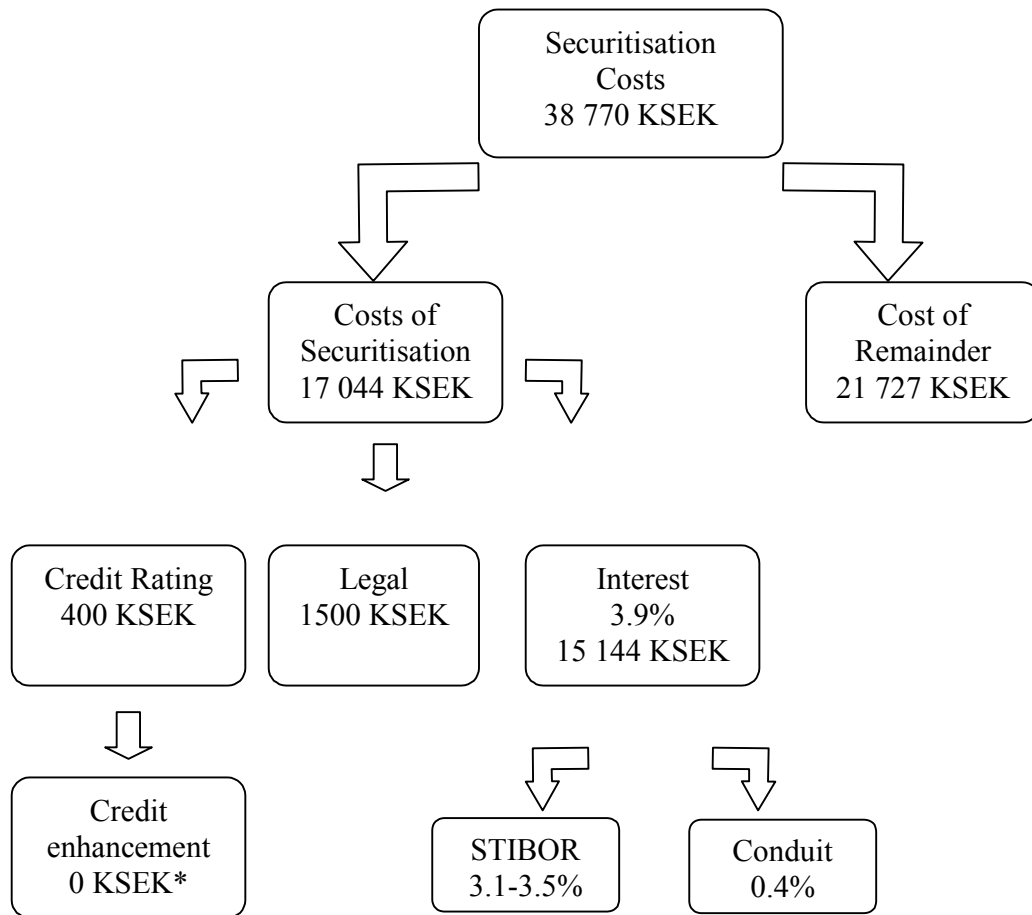 Securitisation
Costs
38 770 KSEK
Costs of
Securitisation
17 044 KSEK
Cost of
Remainder
21 727 KSEK
Credit Rating
400 KSEK
Legal
1500 KSEK
Interest
3.9%
15 144 KSEK
Credit
enhancement
0 KSEK*
STIBOR
3.1-3.5%
Conduit
0.4%